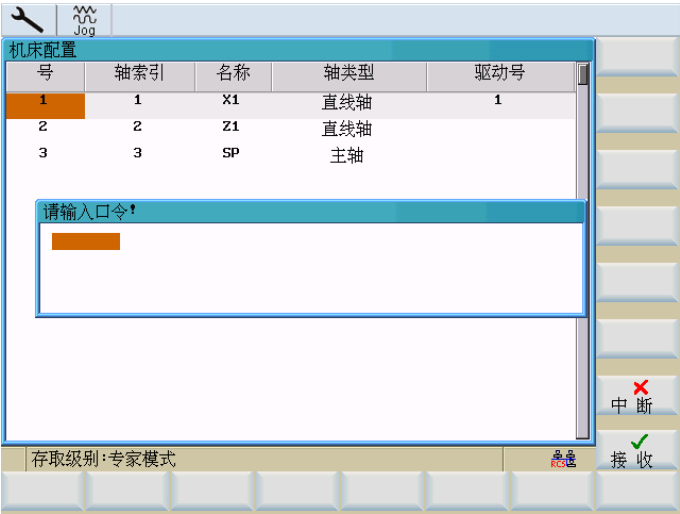 Jog
机床配置
号 轴索引 名称 轴类型 驱动号
1 1 X1 直线轴 1
2 2 Z1 直线轴
3 3 SP 主轴
请输入口令!
中 断
存取级别:专家模式 RCS
接 收